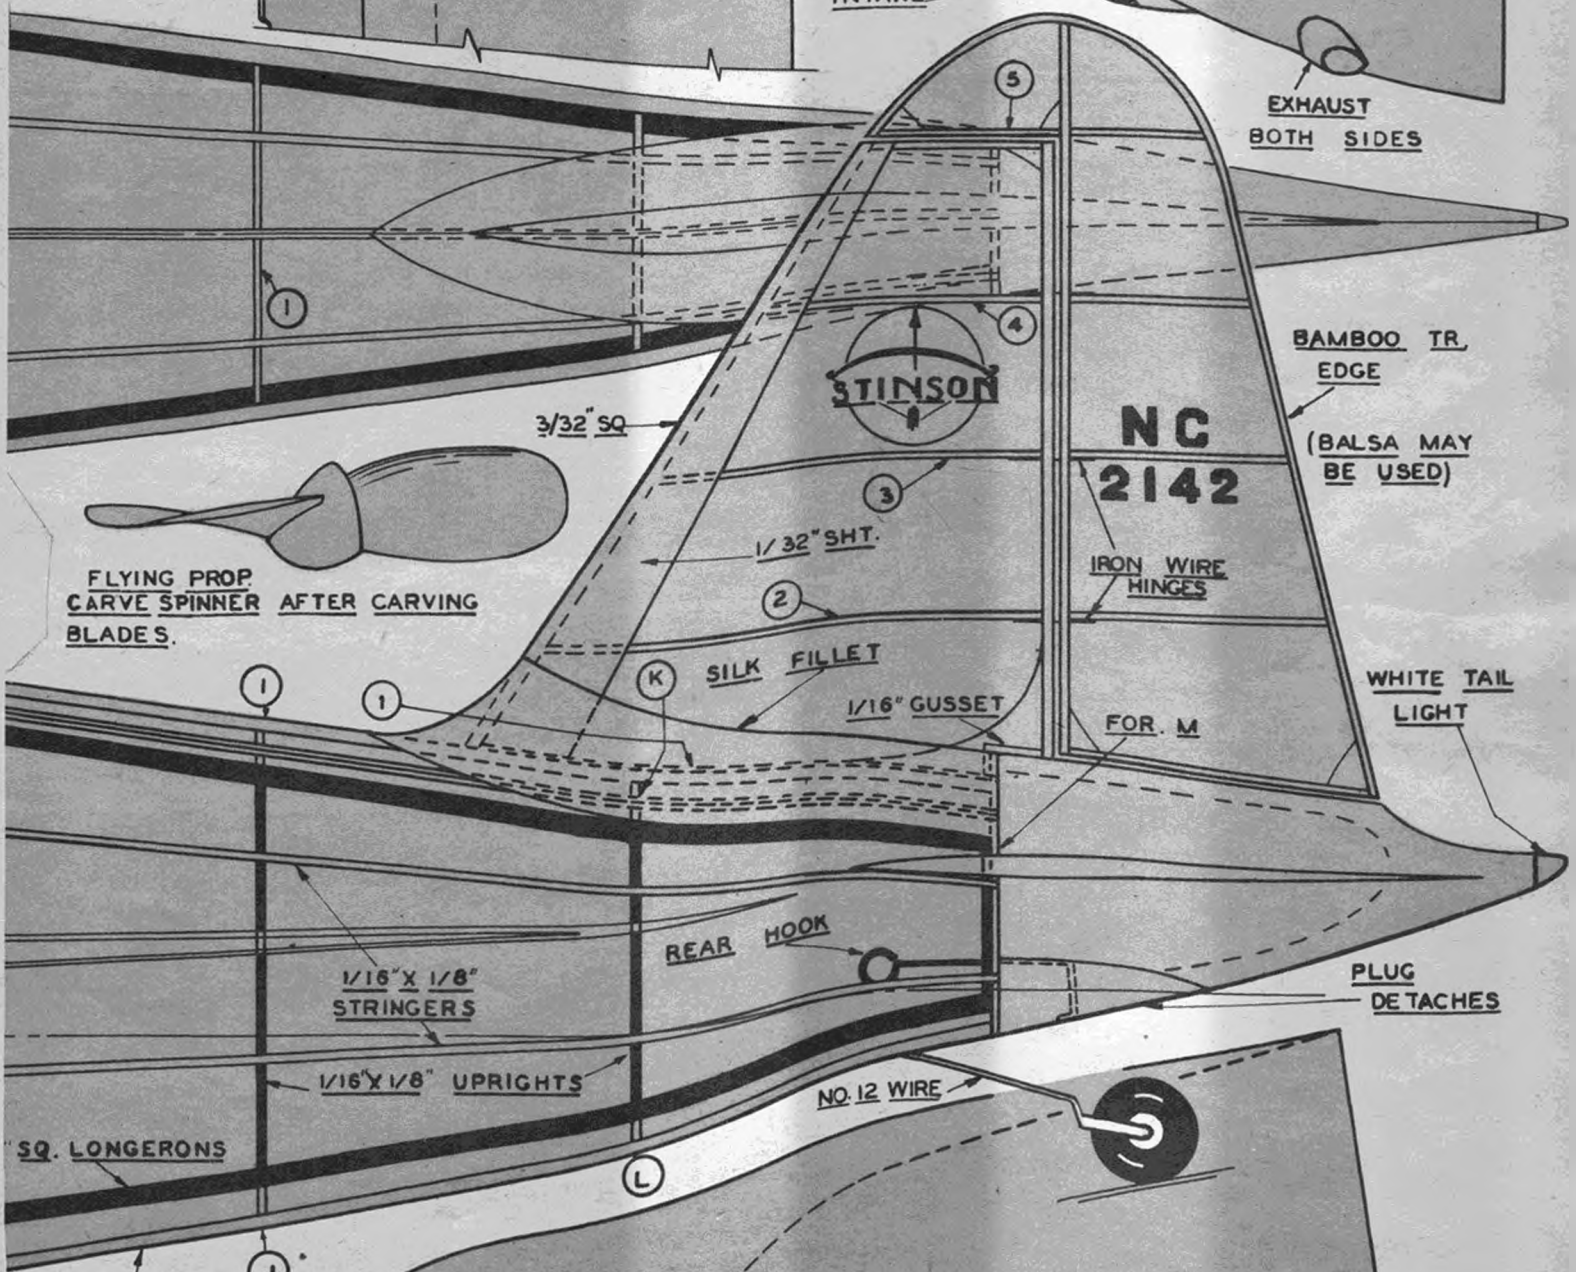 EXHAUST
BOTH SIDES
5
I
4
BAMBOO TR.
EDGE
(BALSA MAY
BE USED)
3/32" SQ
STINSON
NC
2142
3
1/32" SHT.
IRON WIRE
HINGES
FLYING PROP.
CARVE SPINNER AFTER CARVING
BLADES.
2
SILK FILLET
K
I
1
1/16" GUSSET
FOR. M
WHITE TAIL
LIGHT
REAR HOOK
1/16" X 1/8"
STRINGERS
PLUG
DETACHES
1/16" X 1/8" UPRIGHTS
NO. 12 WIRE
" SQ. LONGERONS
L